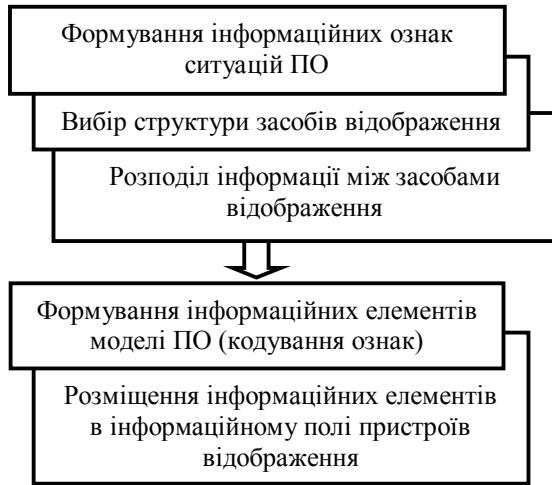 Формування інформаційних ознак
ситуацій ПО
Вибір структури засобів відображення
Розподіл інформації між засобами
відображення
Формування інформаційних елементів
моделі ПО (кодування ознак)
Розміщення інформаційних елементів
в інформаційному полі пристроїв
відображення